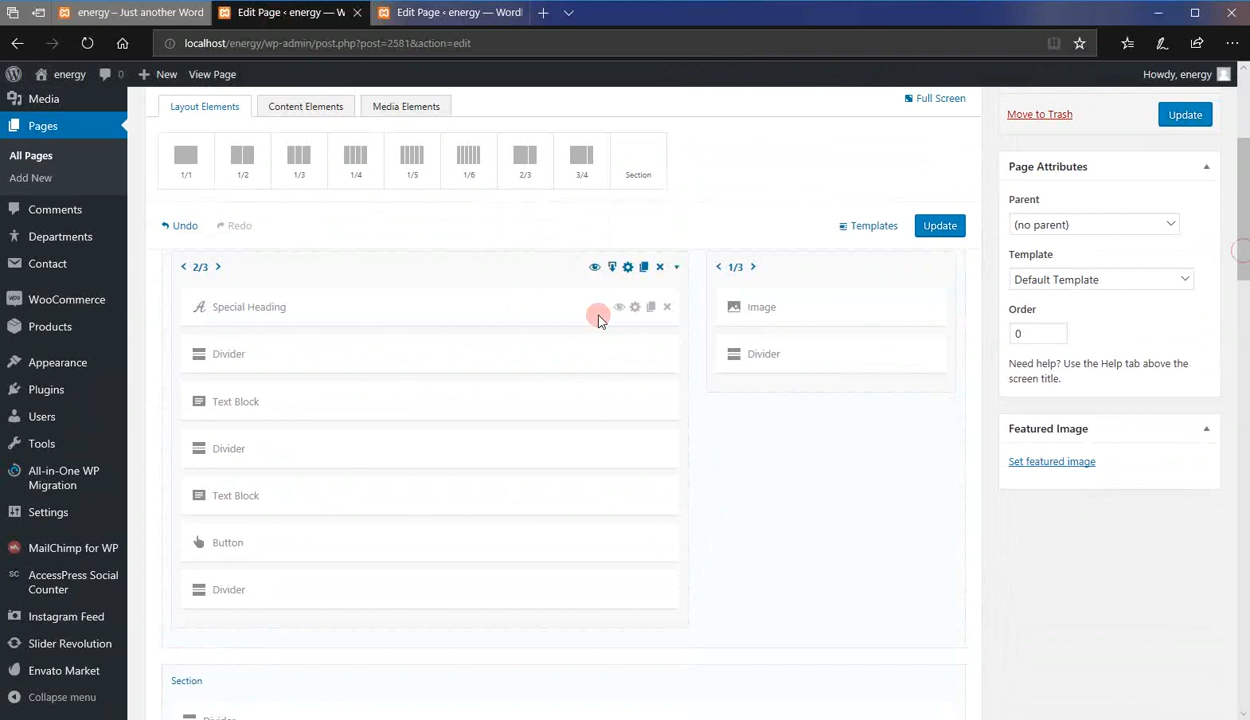 energy – Just another Word
Edit Page ‹ energy — W
Edit Page ‹ energy — Word
localhost/energy/wp-admin/post.php?post=2581&action=edit
energy
0
New
View Page
Howdy, energy
Media
Pages
All Pages
Add New
Comments
Departments
Contact
WooCommerce
Products
Appearance
Plugins
Users
Tools
All-in-One WP
Migration
Settings
MailChimp for WP
SC
AccessPress Social
Counter
Instagram Feed
Slider Revolution
Envato Market
Collapse menu
Layout Elements
Content Elements
Media Elements
Full Screen
1/1
1/2
1/3
1/4
1/5
1/6
2/3
3/4
Section
Undo
Redo
Templates
Update
2/3
Special Heading
Divider
Text Block
Divider
Text Block
Button
Divider
1/3
Image
Divider
Section
Divider
Move to Trash
Update
Page Attributes
Parent
(no parent)
Template
Default Template
Order
0
Need help? Use the Help tab above the
screen title.
Featured Image
Set featured image